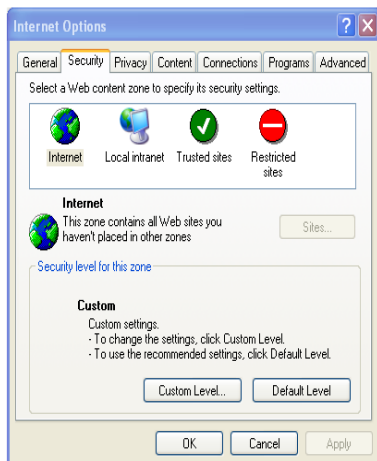 Internet Options
General Security Privacy Content Connections Programs Advanced
Select a Web content zone to specify its security settings.
Internet Local intranet Trusted sites Restricted sites
Internet
This zone contains all Web sites you
haven't placed in other zones
Sites...
Security level for this zone
Custom
Custom settings.
- To change the settings, click Custom Level.
- To use the recommended settings, click Default Level.
Custom Level... Default Level
OK Cancel Apply